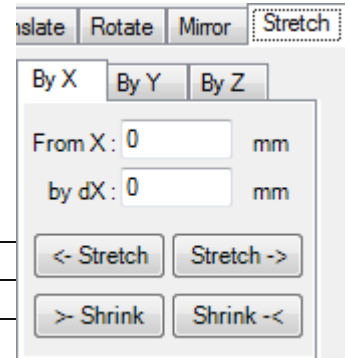 nslate Rotate Mirror Stretch
By X By Y By Z
From X : 0 mm
by dX : 0 mm
<- Stretch Stretch ->
>- Shrink Shrink -<